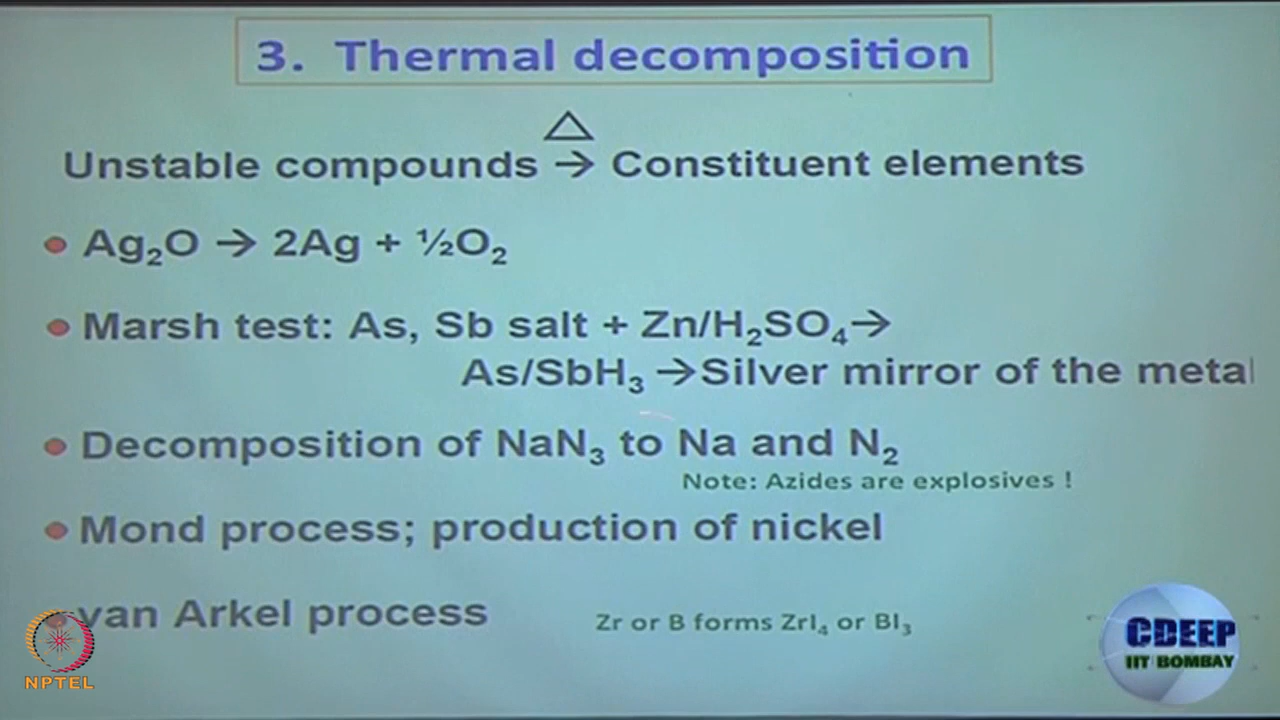 3. Thermal decomposition
△
Unstable compounds → Constituent elements
• Ag₂O → 2Ag + ½O₂
• Marsh test: As, Sb salt + Zn/H₂SO₄→
As/SbH₃ →Silver mirror of the metal
• Decomposition of NaN₃ to Na and N₂
Note: Azides are explosives !
• Mond process; production of nickel
• van Arkel process
Zr or B forms ZrI₄ or BI₃
NPTEL
CDEEP
IIT BOMBAY